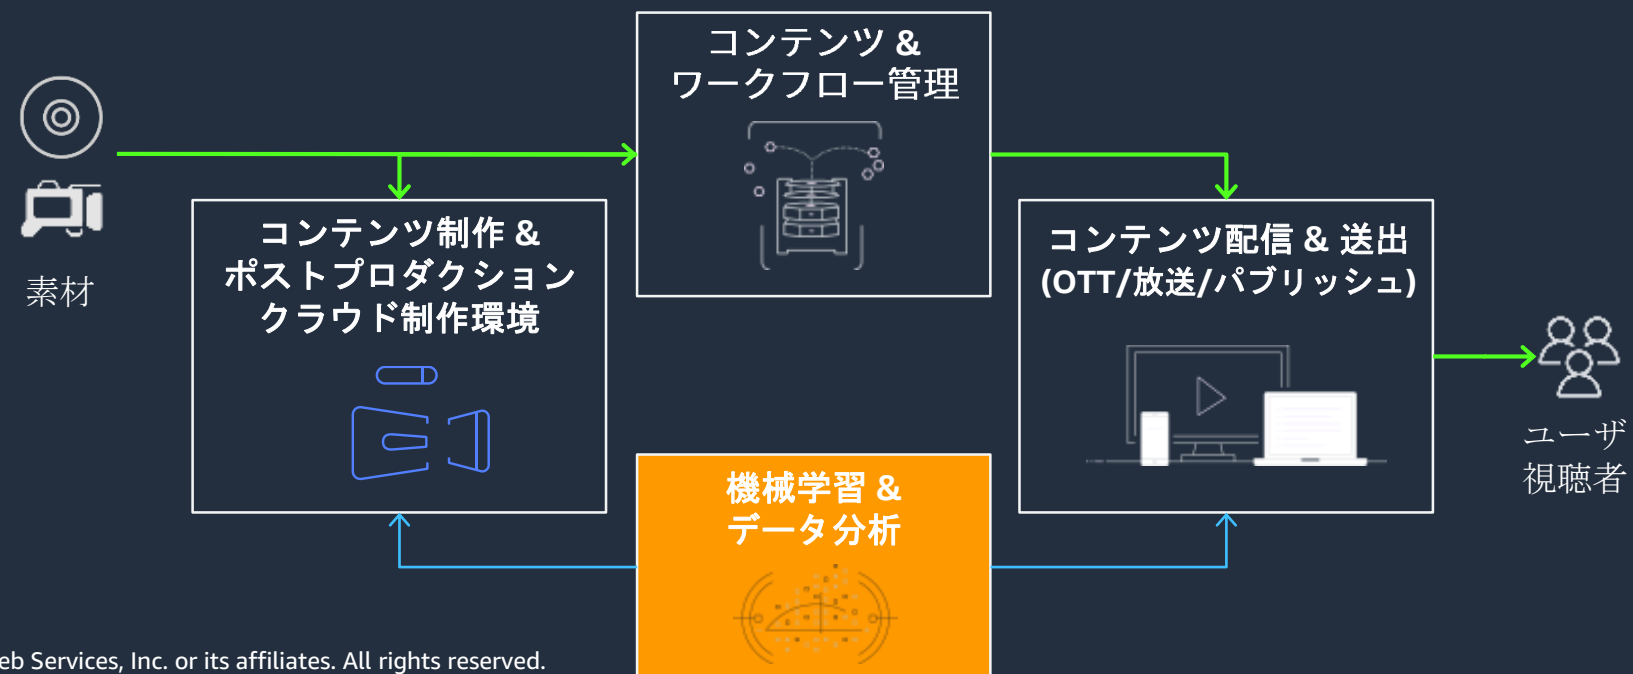 コンテンツ &
ワークフロー管理
素材
コンテンツ制作 &
ポストプロダクション
クラウド制作環境
コンテンツ配信 & 送出
(OTT/放送/パブリッシュ)
ユーザ
視聴者
機械学習 &
データ分析
eb Services, Inc. or its affiliates. All rights reserved.